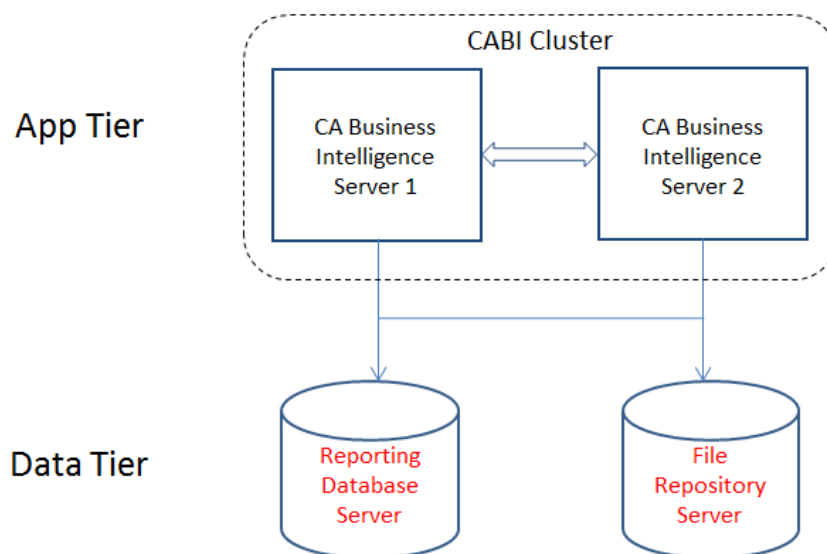 CABI Cluster
App Tier
CA Business
Intelligence
Server 1
CA Business
Intelligence
Server 2
Data Tier
Reporting
Database
Server
File
Repository
Server